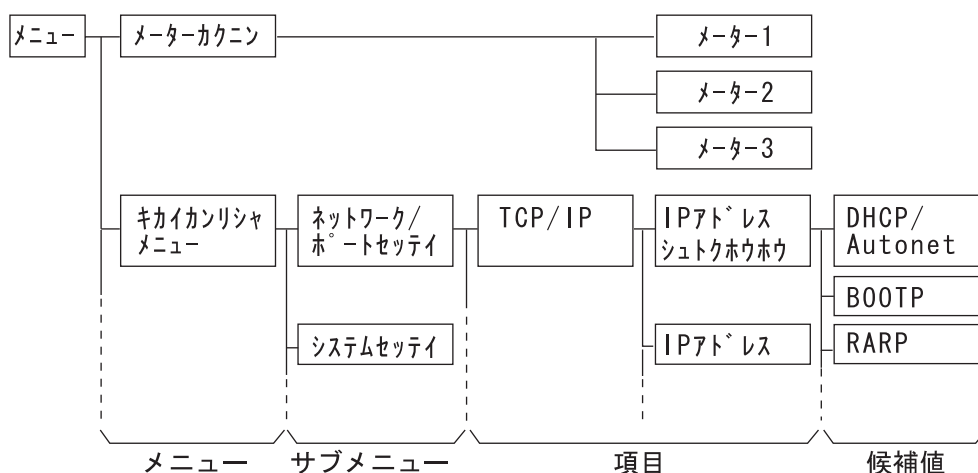 メニュー
メーターカクニン
メーター1
メーター2
メーター3
キカイカンリシャ
メニュー
ネットワーク/
ポートセッテイ
TCP/IP
IPアドレス
シュトクホウホウ
DHCP/
Autonet
BOOTP
システムセッテイ
IPアドレス
RARP
メニュー
サブメニュー
項目
候補値